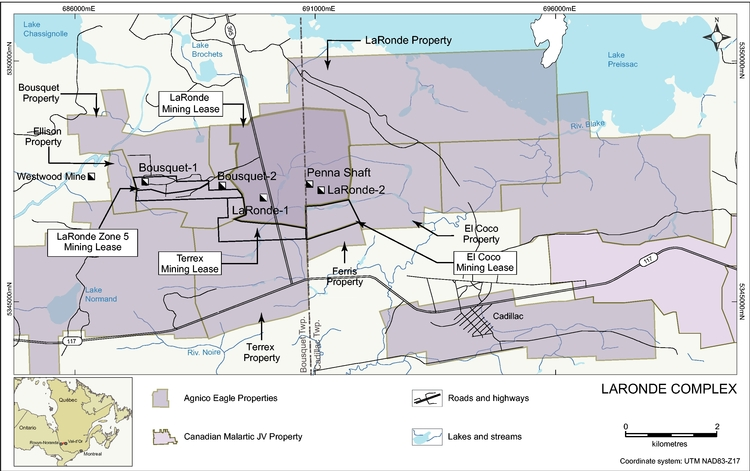 686000mE
691000mE
696000mE
Lake
Chassignolle
Lake
Brochets
LaRonde Property
Lake
Preissac
5350000mN
5350000mN
Bousquet
Property
LaRonde
Mining Lease
Riv. Blake
Ellison
Property
Westwood Mine
Bousquet-1
Bousquet-2
Penna Shaft
LaRonde-2
LaRonde-1
LaRonde Zone 5
Mining Lease
Terrex
Mining Lease
Ferris
Property
El Coco
Property
El Coco
Mining Lease
117
Lake
Normand
5345000mN
5345000mN
Cadillac
117
Riv. Noire
Terrex
Property
Bousquet Twp.
Cadillac Twp.
Québec
Ontario
Rouyn-Noranda
Val-d'Or
Montreal
Agnico Eagle Properties
Canadian Malartic JV Property
Roads and highways
Lakes and streams
LARONDE COMPLEX
0
2
kilometres
Coordinate system: UTM NAD83-Z17